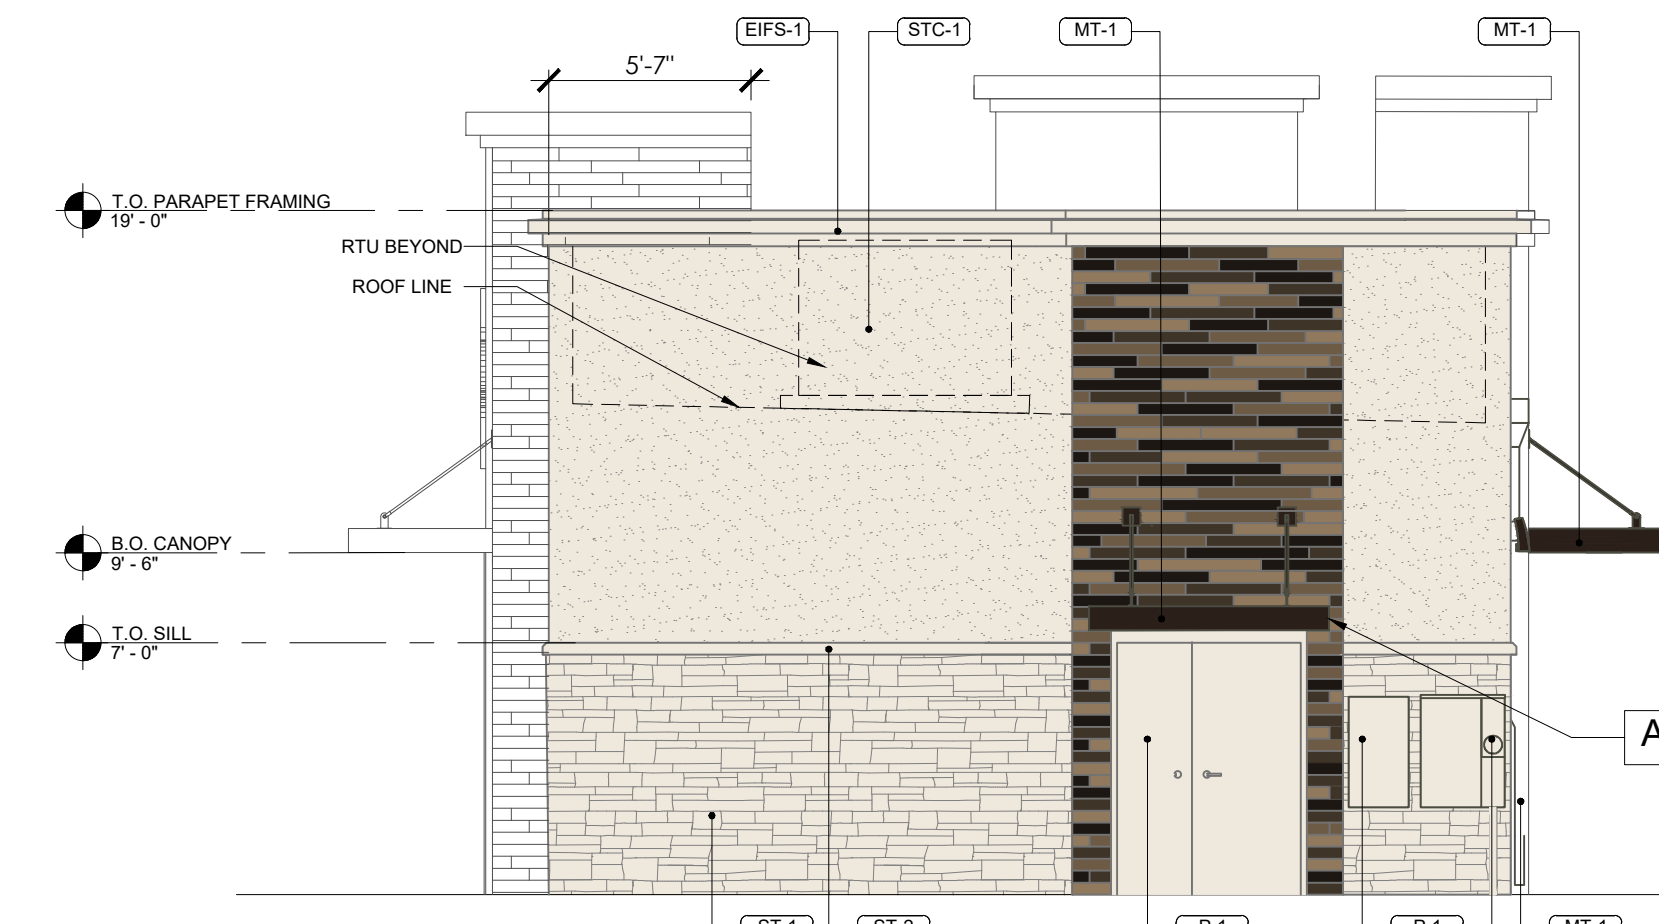 EIFS-1
STC-1
MT-1
MT-1
5'-7"
T.O. PARAPET FRAMING
19' - 0"
RTU BEYOND
ROOF LINE
B.O. CANOPY
9' - 6"
T.O. SILL
7' - 0"
A